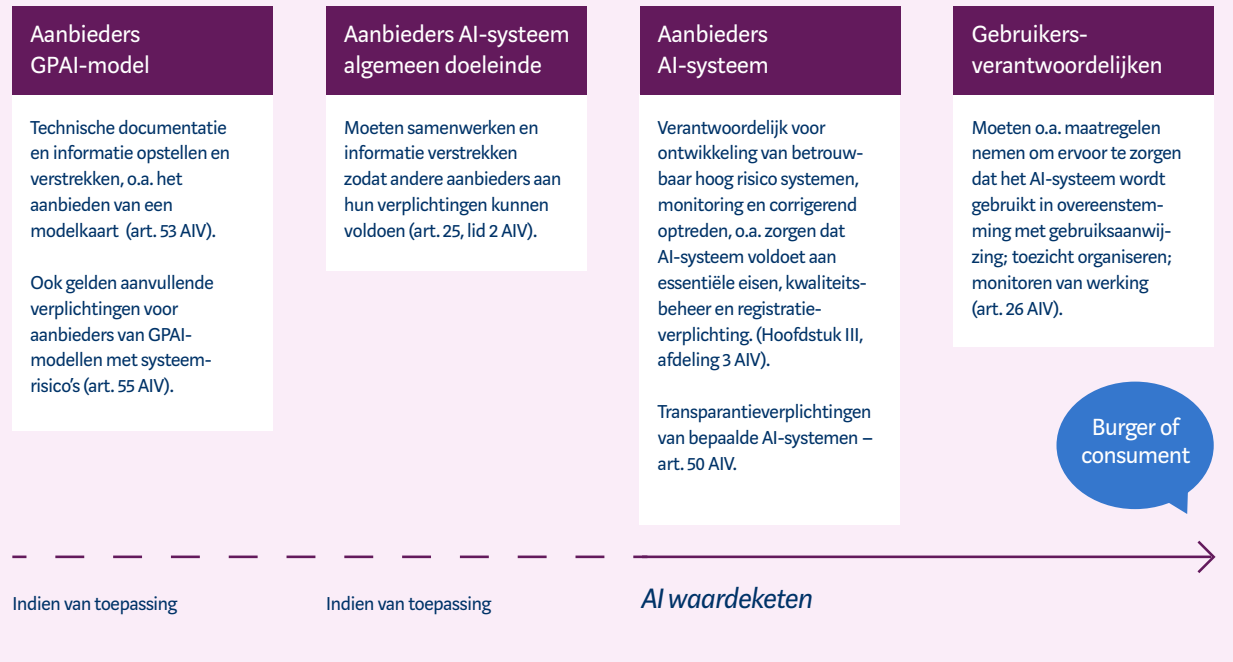 Aanbieders
GPAI-model
Technische documentatie
en informatie opstellen en
verstrekken, o.a. het
aanbieden van een
modelkaart (art. 53 AIV).
Ook gelden aanvullende
verplichtingen voor
aanbieders van GPAI-
modellen met systeem-
risico's (art. 55 AIV).
Aanbieders AI-systeem
algemeen doeleinde
Moeten samenwerken en
informatie verstrekken
zodat andere aanbieders aan
hun verplichtingen kunnen
voldoen (art. 25, lid 2 AIV).
Aanbieders
AI-systeem
Verantwoordelijk voor
ontwikkeling van betrouw-
baar hoog risico systemen,
monitoring en corrigerend
optreden, o.a. zorgen dat
AI-systeem voldoet aan
essentiële eisen, kwaliteits-
beheer en registratie-
verplichting. (Hoofdstuk III,
afdeling 3 AIV).
Transparantieverplichtingen
van bepaalde AI-systemen –
art. 50 AIV.
Gebruikers-
verantwoordelijken
Moeten o.a. maatregelen
nemen om ervoor te zorgen
dat het AI-systeem wordt
gebruikt in overeenstem-
ming met gebruiksaanwij-
zing; toezicht organiseren;
monitoren van werking
(art. 26 AIV).
Burger of
consument
Indien van toepassing
Indien van toepassing
AI waardeketen